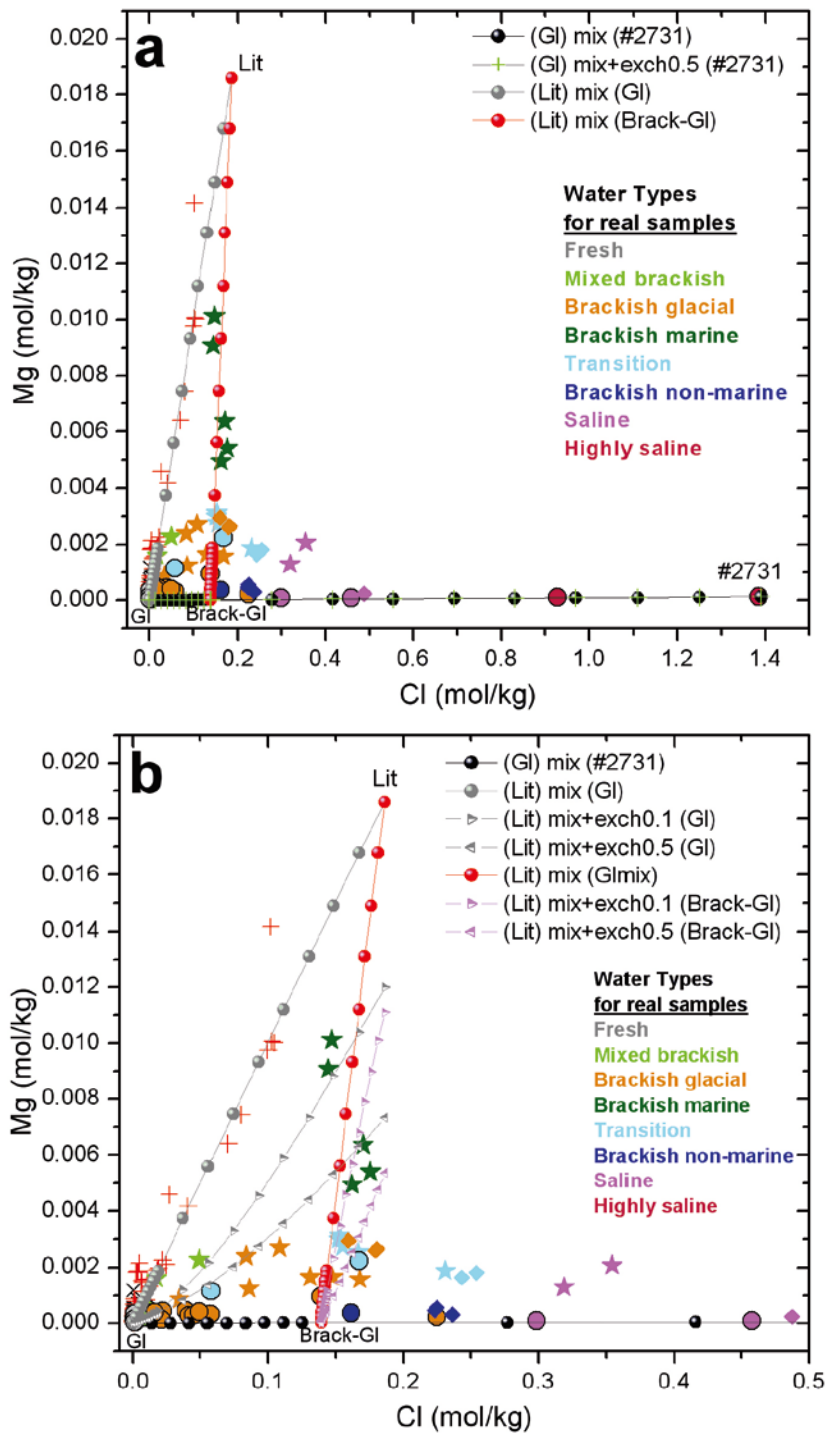 a
Lit
(Gl) mix (#2731)
(Gl) mix+exch0.5 (#2731)
(Lit) mix (Gl)
(Lit) mix (Brack-Gl)
Water Types
for real samples
Fresh
Mixed brackish
Brackish glacial
Brackish marine
Transition
Brackish non-marine
Saline
Highly saline
Mg (mol/kg)
0.020
0.018
0.016
0.014
0.012
0.010
0.008
0.006
0.004
0.002
0.000
#2731
Gl
Brack-Gl
0.0 0.2 0.4 0.6 0.8 1.0 1.2 1.4
Cl (mol/kg)
b
Lit
(Gl) mix (#2731)
(Lit) mix (Gl)
(Lit) mix+exch0.1 (Gl)
(Lit) mix+exch0.5 (Gl)
(Lit) mix (Glmix)
(Lit) mix+exch0.1 (Brack-Gl)
(Lit) mix+exch0.5 (Brack-Gl)
Water Types
for real samples
Fresh
Mixed brackish
Brackish glacial
Brackish marine
Transition
Brackish non-marine
Saline
Highly saline
Mg (mol/kg)
0.020
0.018
0.016
0.014
0.012
0.010
0.008
0.006
0.004
0.002
0.000
Gl
Brack-Gl
0.0 0.1 0.2 0.3 0.4 0.5
Cl (mol/kg)